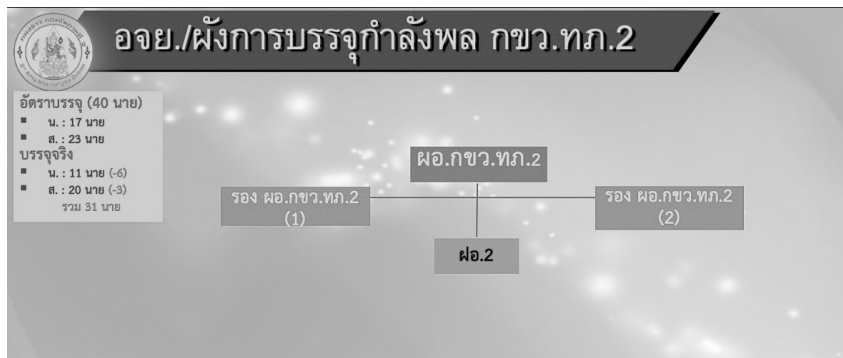 อจย./ผังการบรรจุกำลังพล กขว.ทภ.2
อัตราบรรจุ (40 นาย)
▪ น. : 17 นาย
▪ ส. : 23 นาย
บรรจุจริง
▪ น. : 11 นาย (-6)
▪ ส. : 20 นาย (-3)
รวม 31 นาย
ผอ.กขว.ทภ.2
รอง ผอ.กขว.ทภ.2
(1)
รอง ผอ.กขว.ทภ.2
(2)
ฝอ.2